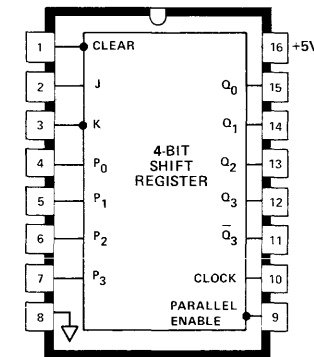 1 CLEAR 16 +5V
2 J Q0 15
3 K Q1 14
4 P0 Q2 13
5 P1 Q3 12
6 P2 Q̅3 11
7 P3 CLOCK 10
8 PARALLEL ENABLE 9
4-BIT
SHIFT
REGISTER